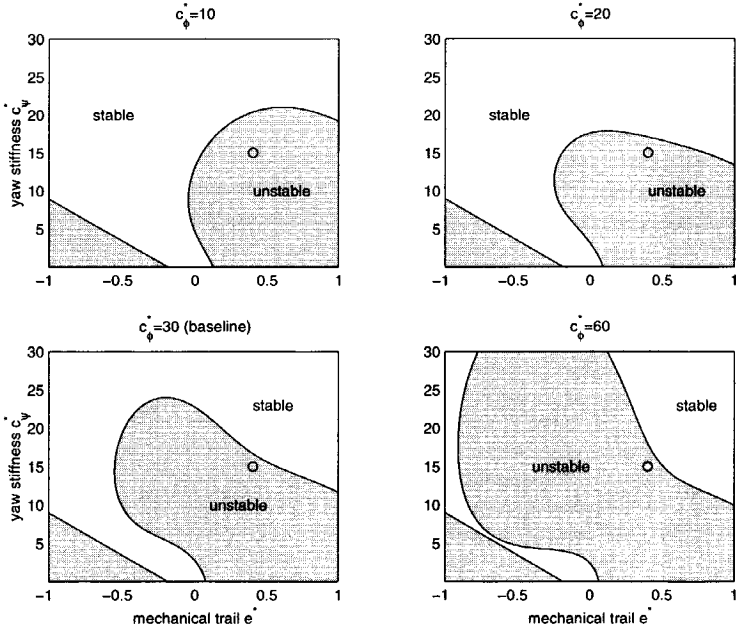 c*ϕ=10
c*ϕ=20
yaw stiffness c*ψ
30
25
20
15
10
5
stable
unstable
−1
−0.5
0
0.5
1
30
25
20
15
10
5
stable
unstable
−1
−0.5
0
0.5
1
c*ϕ=30 (baseline)
c*ϕ=60
yaw stiffness c*ψ
30
25
20
15
10
5
stable
unstable
−1
−0.5
0
0.5
1
mechanical trail e*
30
25
20
15
10
5
stable
unstable
−1
−0.5
0
0.5
1
mechanical trail e*